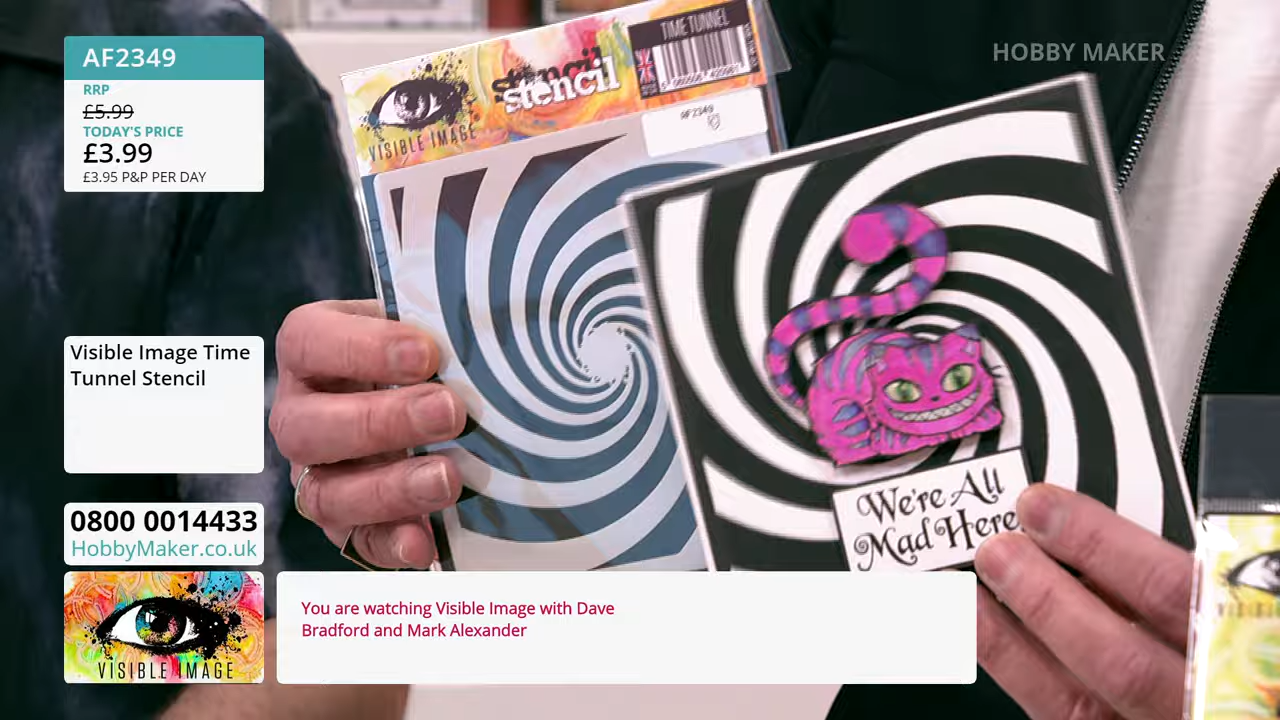 AF2349
RRP
£5.99
TODAY'S PRICE
£3.99
£3.95 P&P PER DAY
HOBBY MAKER
TIME TUNNEL
stencil
VISIBLE IMAGE
AF2349
Visible Image Time
Tunnel Stencil
We're All
Mad Here
0800 0014433
HobbyMaker.co.uk
VISIBLE IMAGE
You are watching Visible Image with Dave
Bradford and Mark Alexander